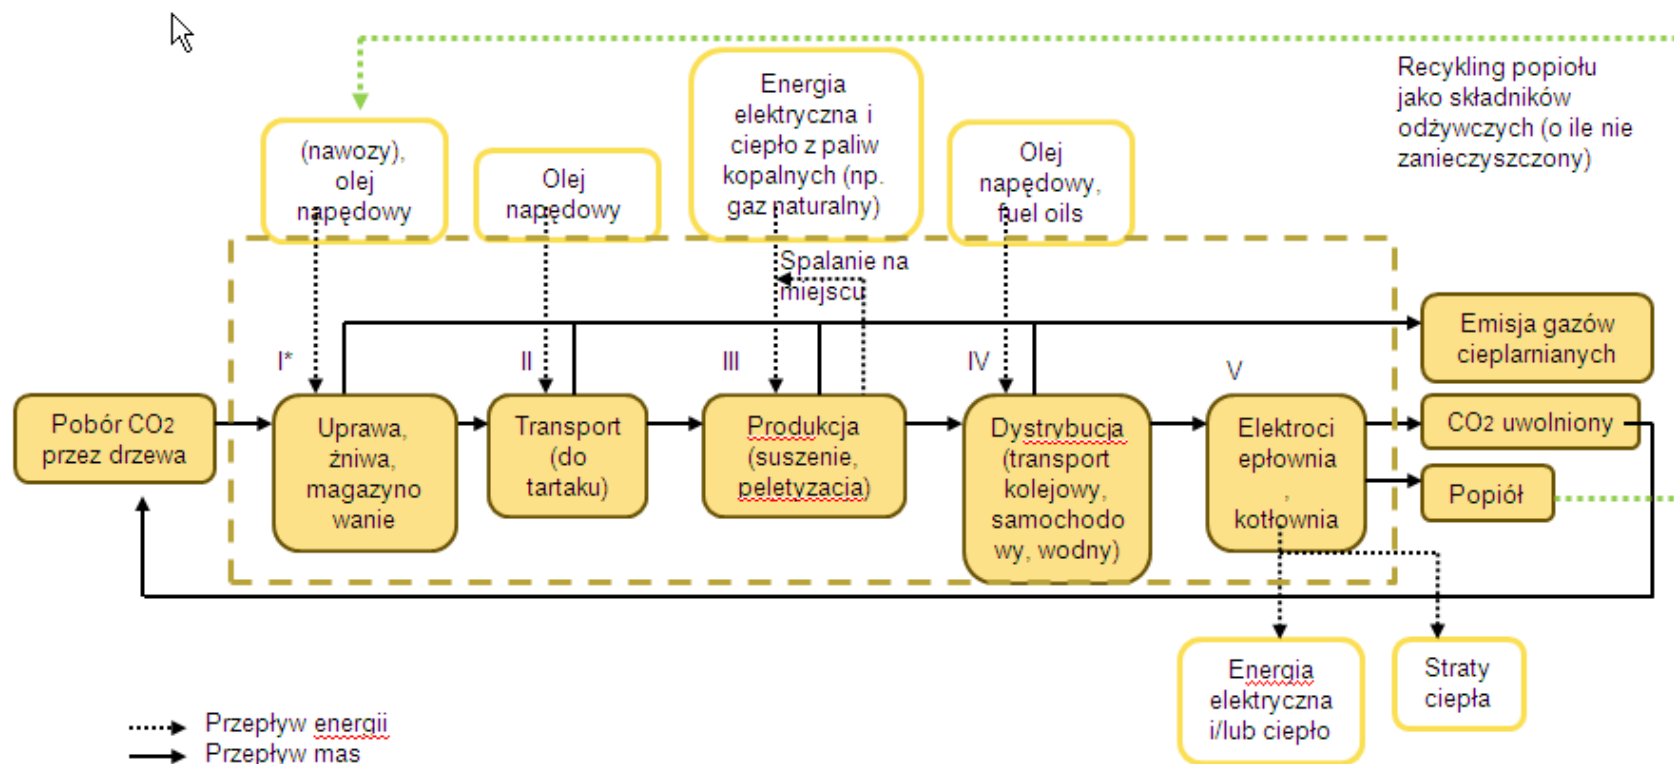 Recykling popiołu
jako składników
odżywczych (o ile nie
zanieczyszczony)
(nawozy),
olej
napędowy
Olej
napędowy
Energia
elektryczna i
ciepło z paliw
kopalnych (np.
gaz naturalny)
Olej
napędowy,
fuel oils
Spalanie na
miejscu
I*
II
III
IV
V
Pobór CO2
przez drzewa
Uprawa,
żniwa,
magazyno
wanie
Transport
(do
tartaku)
Produkcja
(suszenie,
peletyzacia)
Dystrybucja
(transport
kolejowy,
samochodo
wy, wodny)
Elektroci
epłownia
,
kotłownia
Emisja gazów
cieplarnianych
CO2 uwolniony
Popiół
Energia
elektryczna
i/lub ciepło
Straty
ciepła
Przepływ energii
Przepływ mas